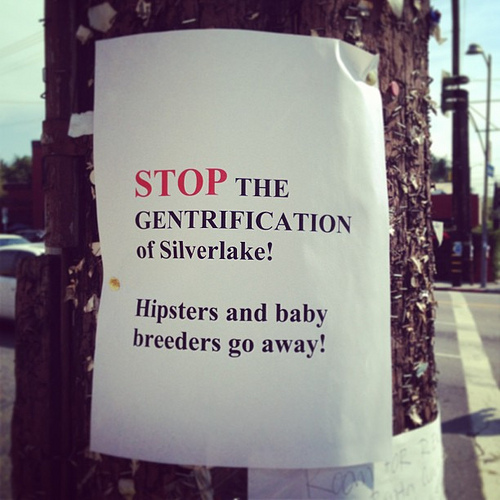 STOP THE
GENTRIFICATION
of Silverlake!
Hipsters and baby
breeders go away!